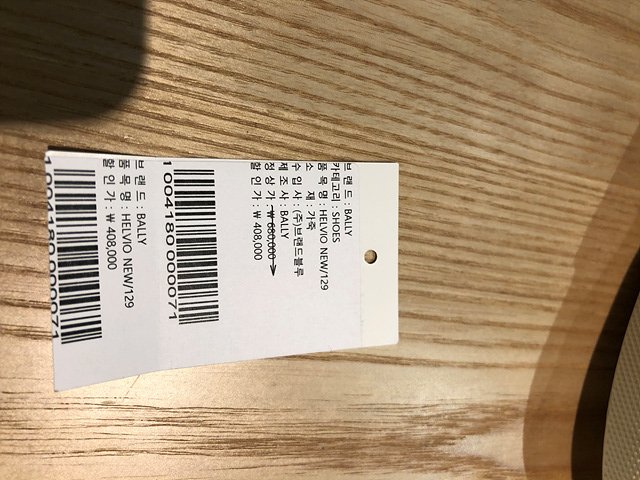 브 랜 드 : BALLY
카테고리 : SHOES
품 목 명 : HELVIO NEW/129
소 재 : 가죽
수 입 사 : (주)브랜드블루
제 조 사 : BALLY
정 상 가 : ₩ 680,000
할 인 가 : ₩ 408,000
1 004180 000071
브 랜 드 : BALLY
품 목 명 : HELVIO NEW/129
할 인 가 : ₩ 408,000
1 004180 000071